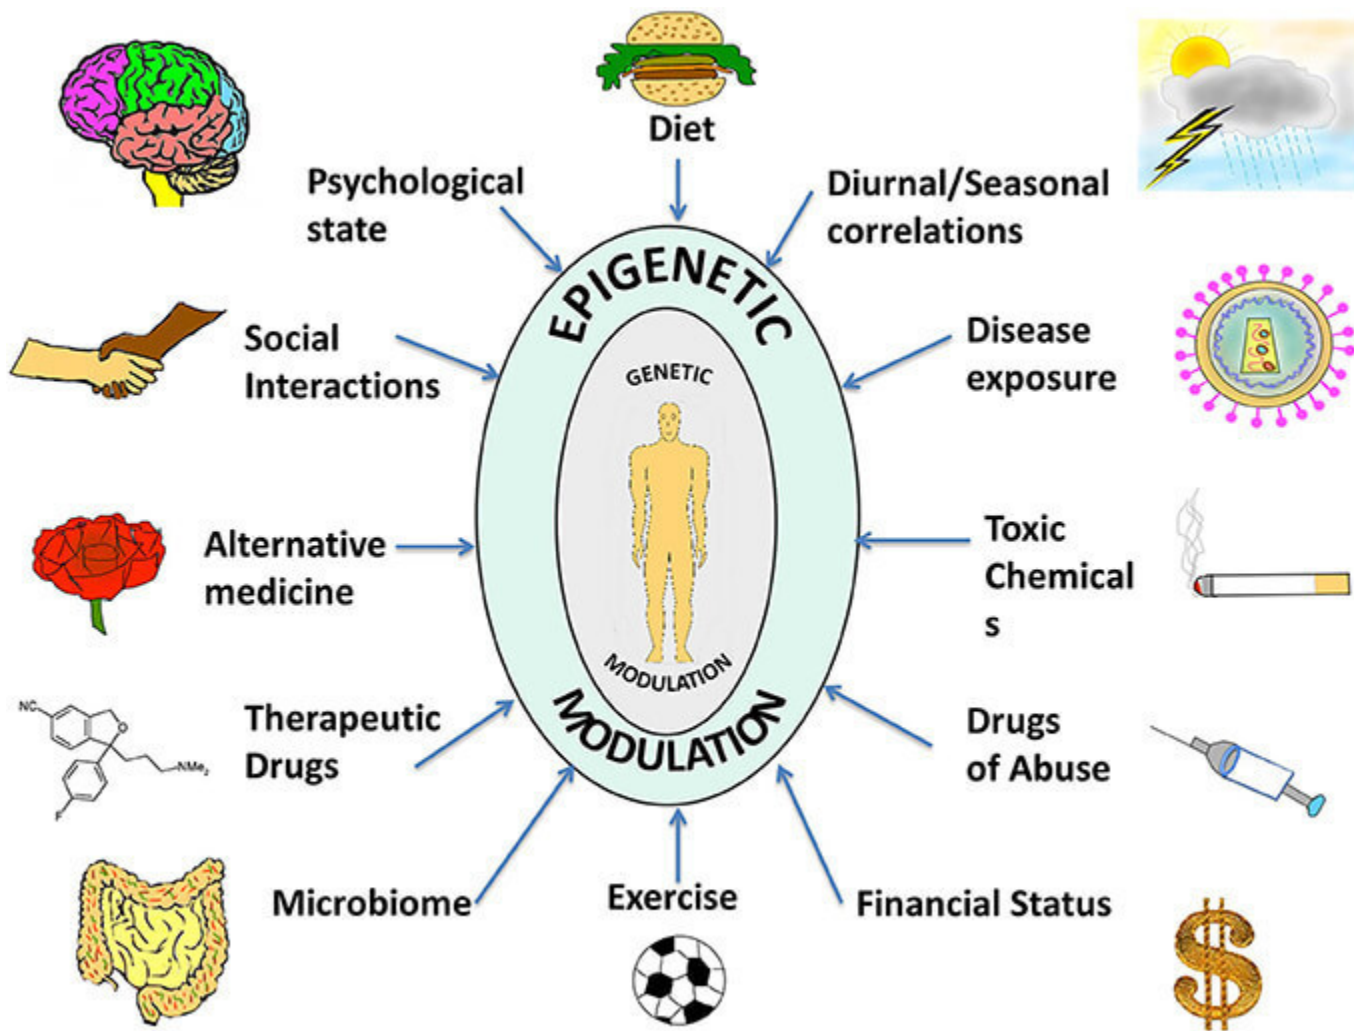 Diet
Psychological
state
Diurnal/Seasonal
correlations
EPIGENETIC
Social
Interactions
Disease
exposure
GENETIC
Alternative
medicine
Toxic
Chemical
s
MODULATION
MODULATION
Therapeutic
Drugs
Drugs
of Abuse
NC
O
NMe₂
F
Microbiome
Exercise
Financial Status
$